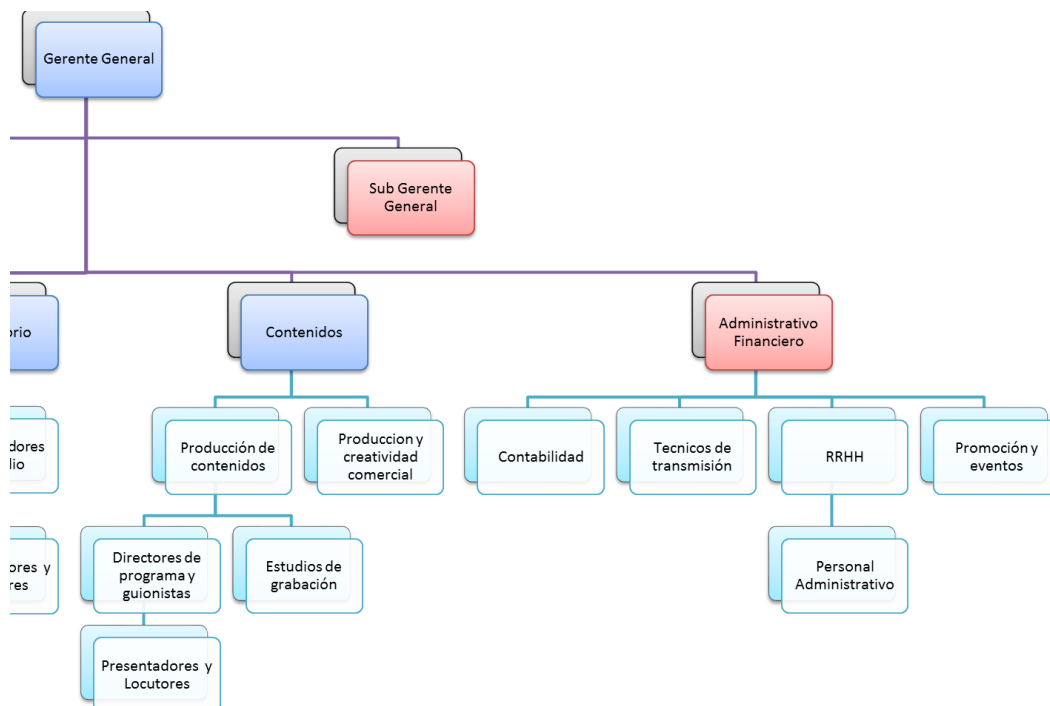 Gerente General
Sub Gerente
General
Contenidos
Administrativo
Financiero
Producción de
contenidos
Produccion y
creatividad
comercial
Contabilidad
Tecnicos de
transmisión
RRHH
Promoción y
eventos
Directores de
programa y
guionistas
Estudios de
grabación
Personal
Administrativo
Presentadores y
Locutores